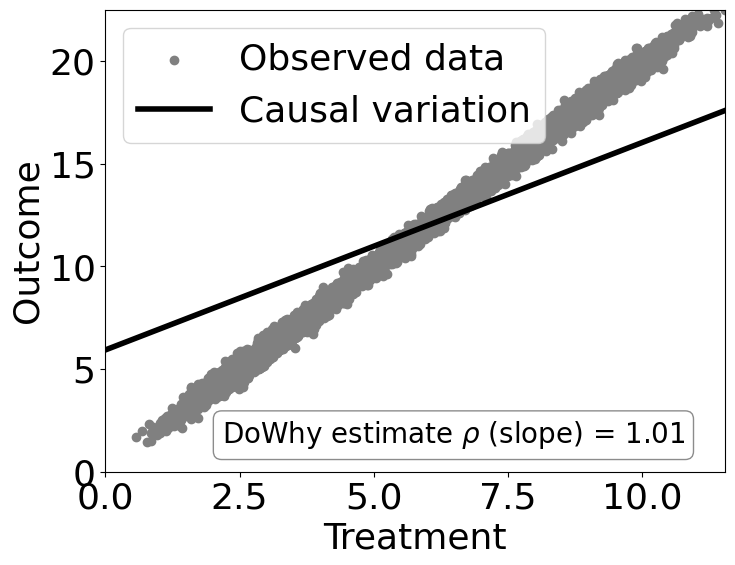 Observed data
Causal variation
20
15
10
5
0
Outcome
DoWhy estimate ρ (slope) = 1.01
0.0 2.5 5.0 7.5 10.0
Treatment